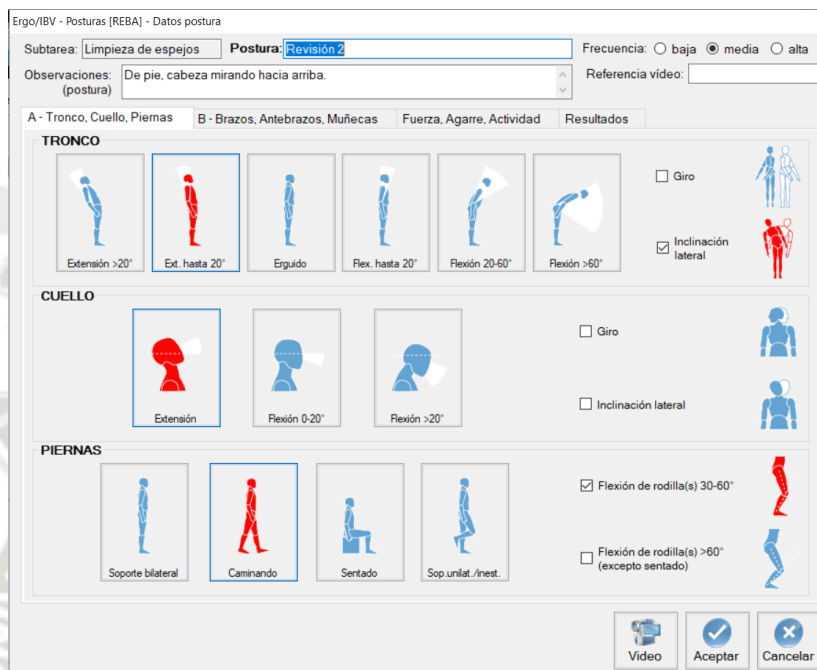 Ergo/IBV - Posturas [REBA] - Datos postura
Subtarea: Limpieza de espejos Postura: Revisión 2 Frecuencia: baja media alta
Observaciones: (postura) De pie, cabeza mirando hacia arriba. Referencia vídeo:
A - Tronco, Cuello, Piernas B - Brazos, Antebrazos, Muñecas Fuerza, Agarre, Actividad Resultados
TRONCO
Giro
Inclinación lateral
Extensión >20° Ext. hasta 20° Erguido Flex. hasta 20° Flexión 20-60° Flexión >60°
CUELLO
Giro
Inclinación lateral
Extensión Flexión 0-20° Flexión >20°
PIERNAS
Flexión de rodilla(s) 30-60°
Flexión de rodilla(s) >60°
(excepto sentado)
Soporte bilateral Caminando Sentado Sop.unilat./inest.
Video Aceptar Cancelar